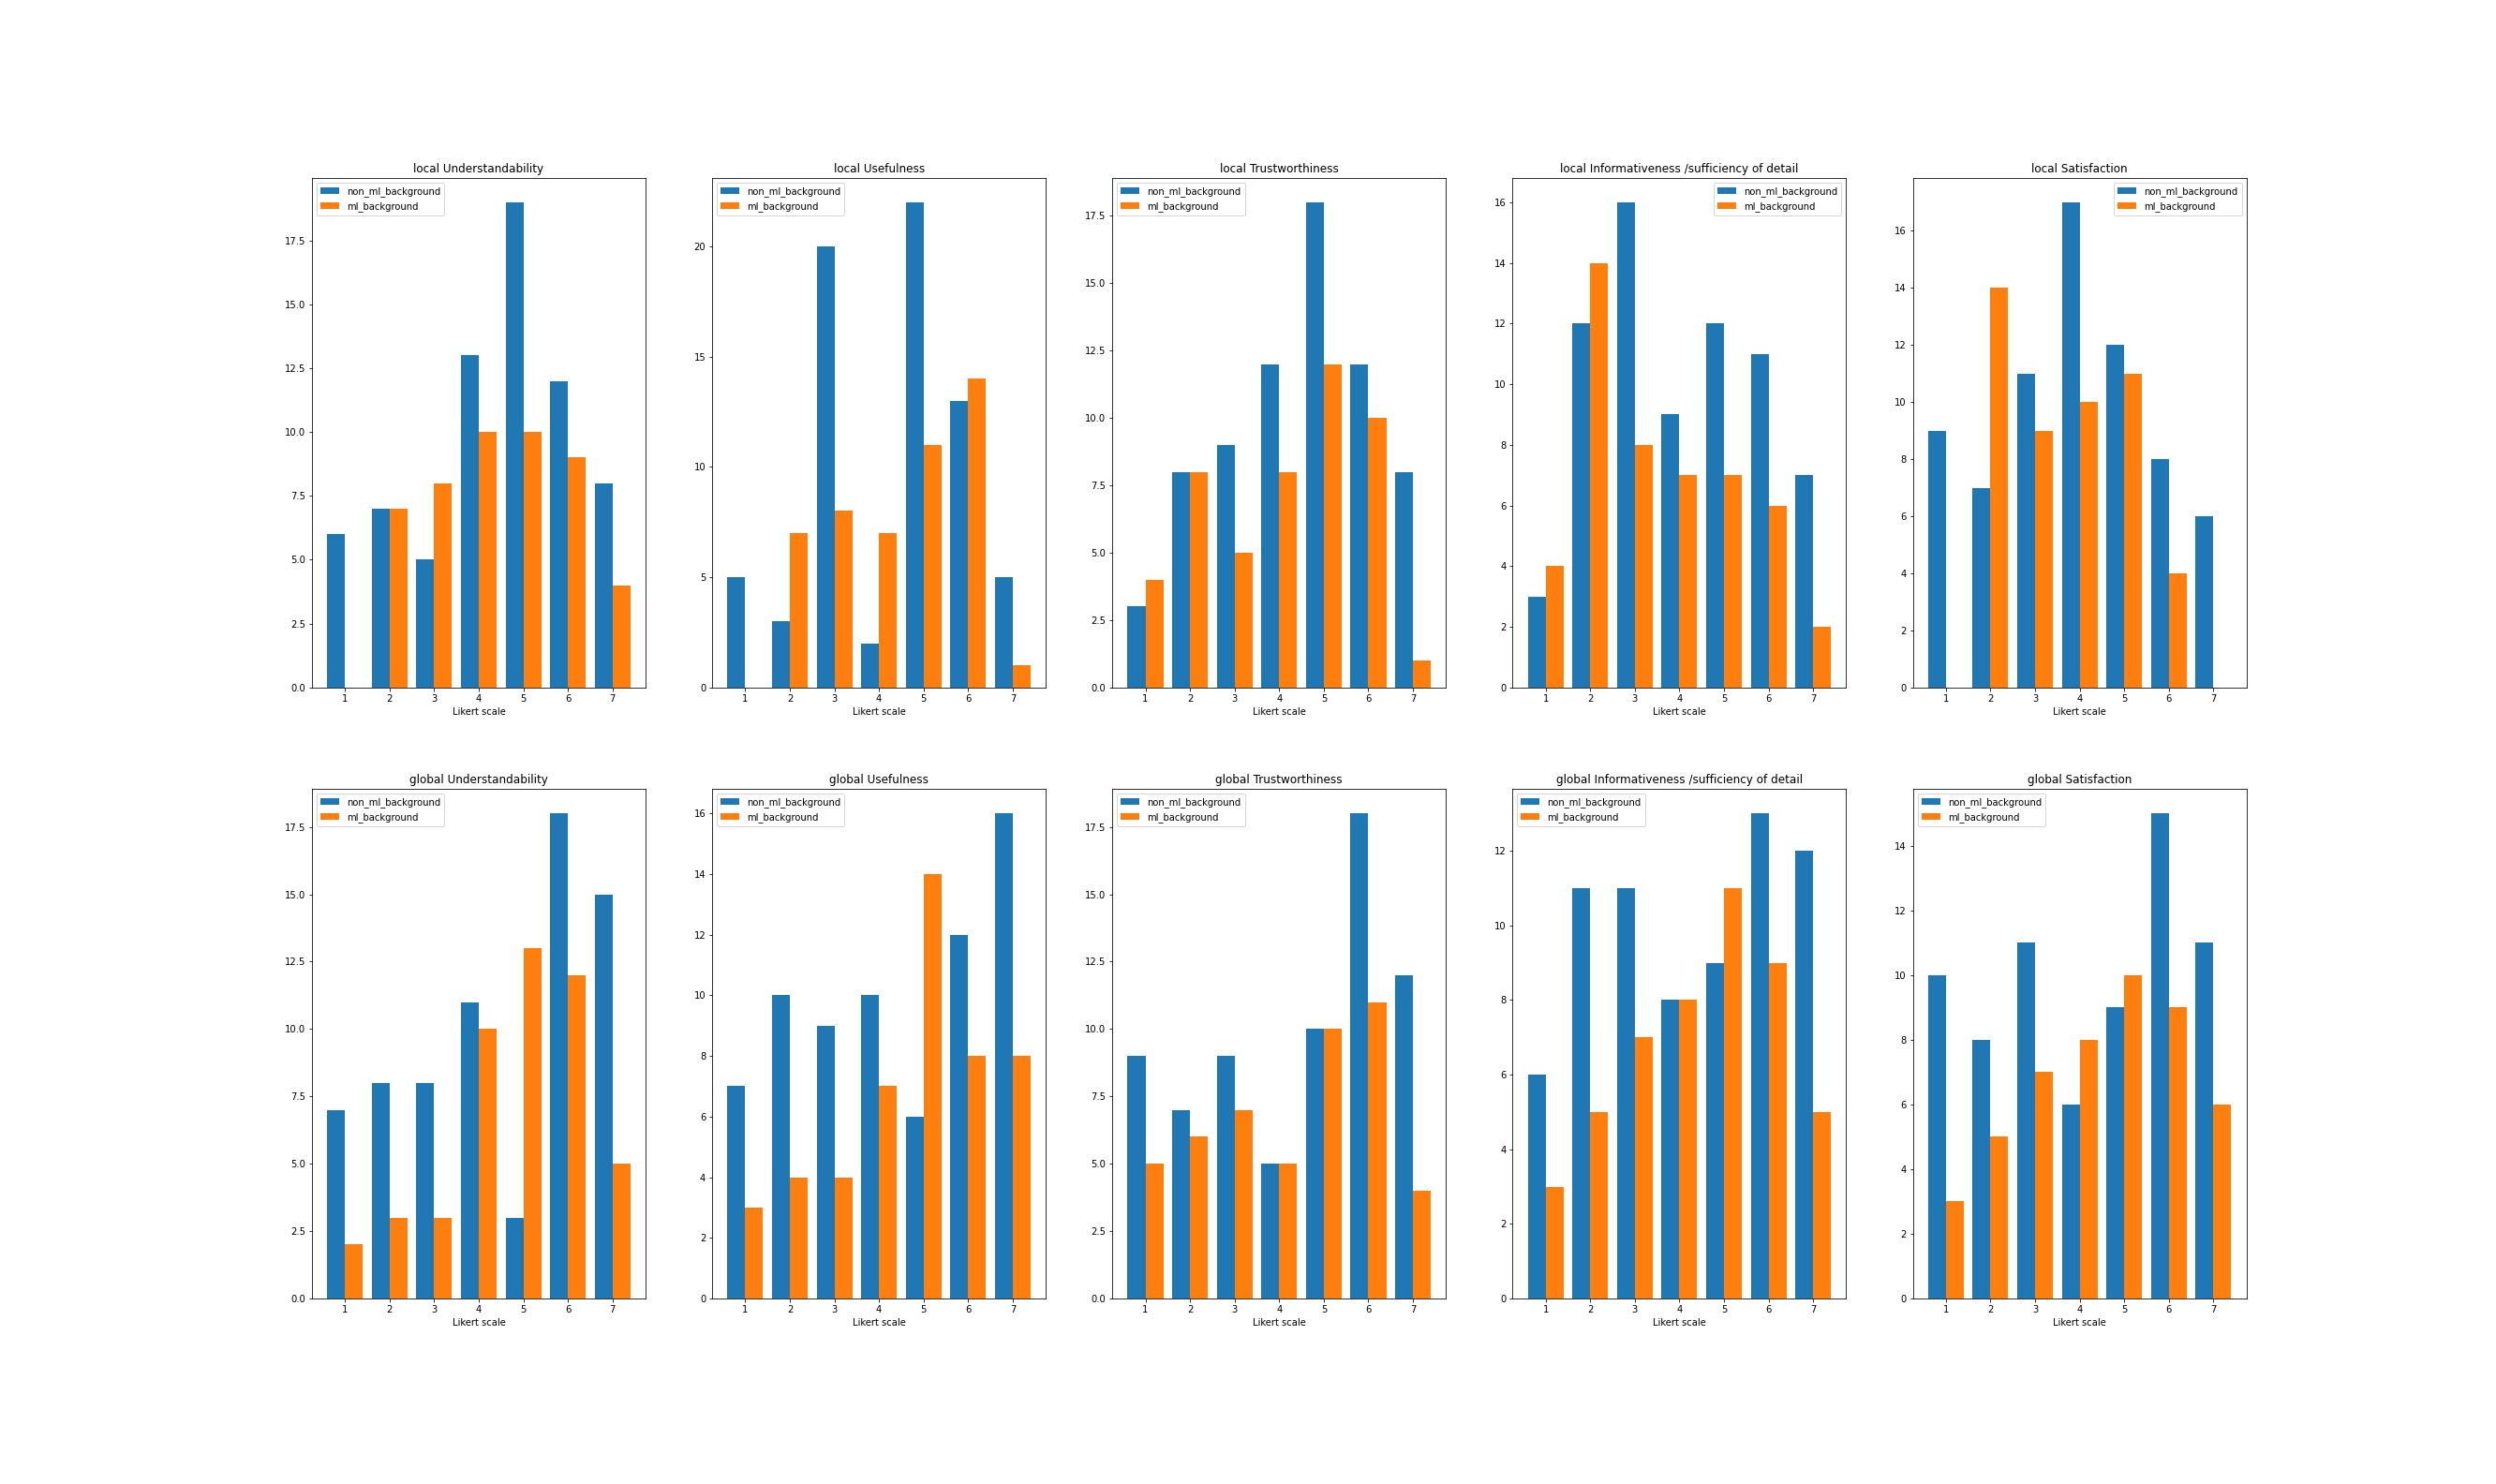 local Understandability
non_ml_background
ml_background
17.5
15.0
12.5
10.0
7.5
5.0
2.5
0.0
1 2 3 4 5 6 7
Likert scale
local Usefulness
non_ml_background
ml_background
20
15
10
5
0
1 2 3 4 5 6 7
Likert scale
local Trustworthiness
non_ml_background
ml_background
17.5
15.0
12.5
10.0
7.5
5.0
2.5
0.0
1 2 3 4 5 6 7
Likert scale
local Informativeness /sufficiency of detail
non_ml_background
ml_background
16
14
12
10
8
6
4
2
0
1 2 3 4 5 6 7
Likert scale
local Satisfaction
non_ml_background
ml_background
16
14
12
10
8
6
4
2
0
1 2 3 4 5 6 7
Likert scale
global Understandability
non_ml_background
ml_background
17.5
15.0
12.5
10.0
7.5
5.0
2.5
0.0
1 2 3 4 5 6 7
Likert scale
global Usefulness
non_ml_background
ml_background
16
14
12
10
8
6
4
2
0
1 2 3 4 5 6 7
Likert scale
global Trustworthiness
non_ml_background
ml_background
17.5
15.0
12.5
10.0
7.5
5.0
2.5
0.0
1 2 3 4 5 6 7
Likert scale
global Informativeness /sufficiency of detail
non_ml_background
ml_background
12
10
8
6
4
2
0
1 2 3 4 5 6 7
Likert scale
global Satisfaction
non_ml_background
ml_background
14
12
10
8
6
4
2
0
1 2 3 4 5 6 7
Likert scale